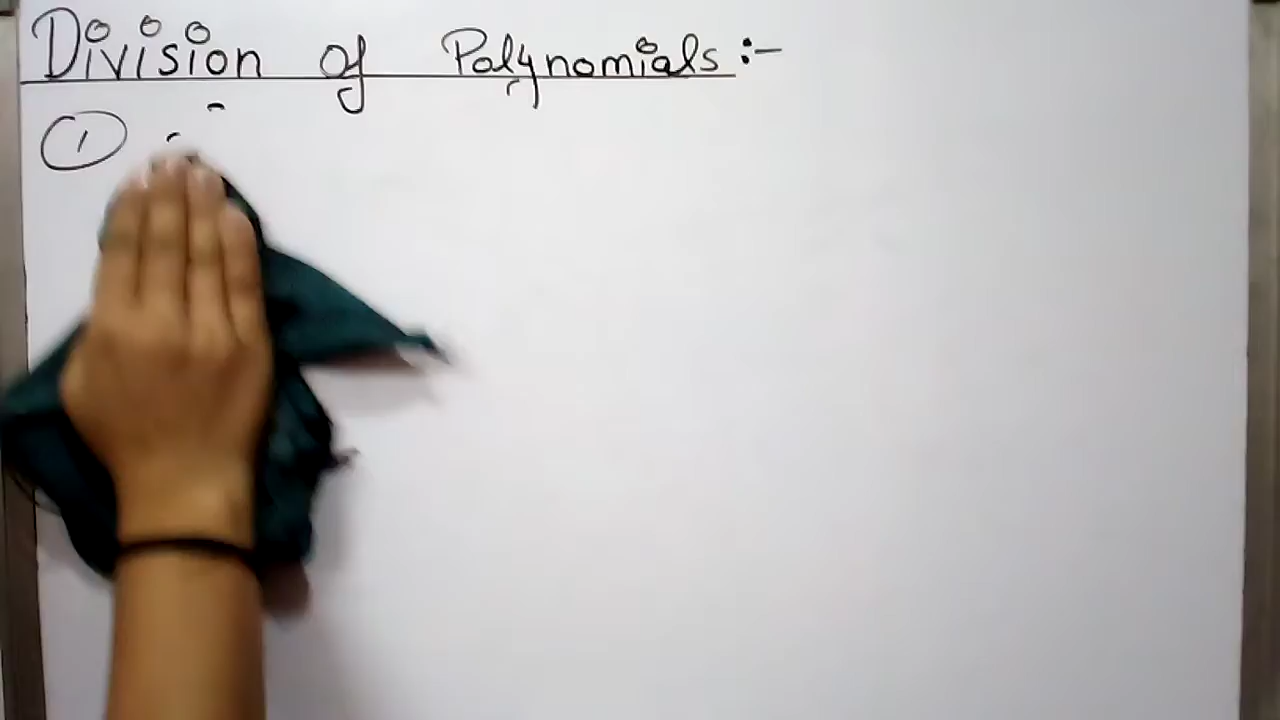 Division of Polynomials :-
①